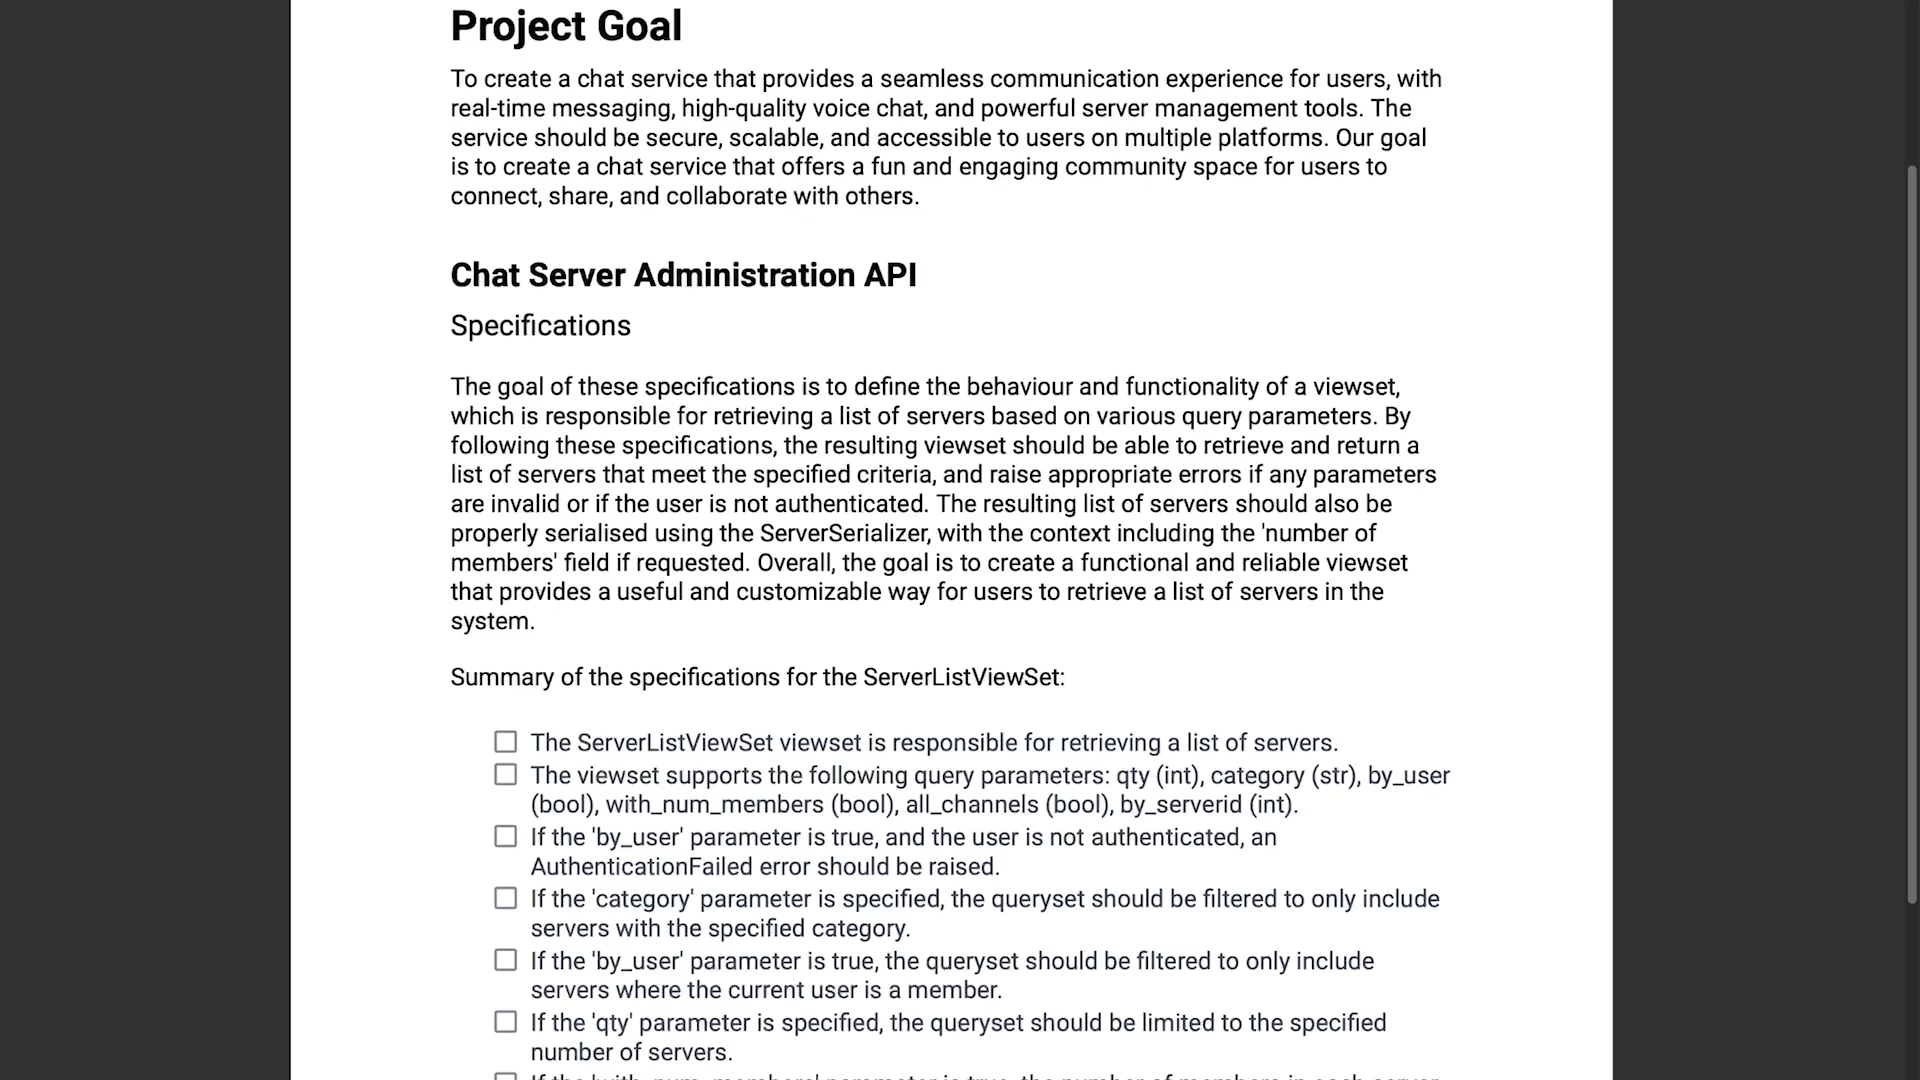 Project Goal
To create a chat service that provides a seamless communication experience for users, with
real-time messaging, high-quality voice chat, and powerful server management tools. The
service should be secure, scalable, and accessible to users on multiple platforms. Our goal
is to create a chat service that offers a fun and engaging community space for users to
connect, share, and collaborate with others.
Chat Server Administration API
Specifications
The goal of these specifications is to define the behaviour and functionality of a viewset,
which is responsible for retrieving a list of servers based on various query parameters. By
following these specifications, the resulting viewset should be able to retrieve and return a
list of servers that meet the specified criteria, and raise appropriate errors if any parameters
are invalid or if the user is not authenticated. The resulting list of servers should also be
properly serialised using the ServerSerializer, with the context including the 'number of
members' field if requested. Overall, the goal is to create a functional and reliable viewset
that provides a useful and customizable way for users to retrieve a list of servers in the
system.
Summary of the specifications for the ServerListViewSet:
The ServerListViewSet viewset is responsible for retrieving a list of servers.
The viewset supports the following query parameters: qty (int), category (str), by_user
(bool), with_num_members (bool), all_channels (bool), by_serverid (int).
If the 'by_user' parameter is true, and the user is not authenticated, an
AuthenticationFailed error should be raised.
If the 'category' parameter is specified, the queryset should be filtered to only include
servers with the specified category.
If the 'by_user' parameter is true, the queryset should be filtered to only include
servers where the current user is a member.
If the 'qty' parameter is specified, the queryset should be limited to the specified
number of servers.
If the 'with_num_members' parameter is true, the number of members in each server